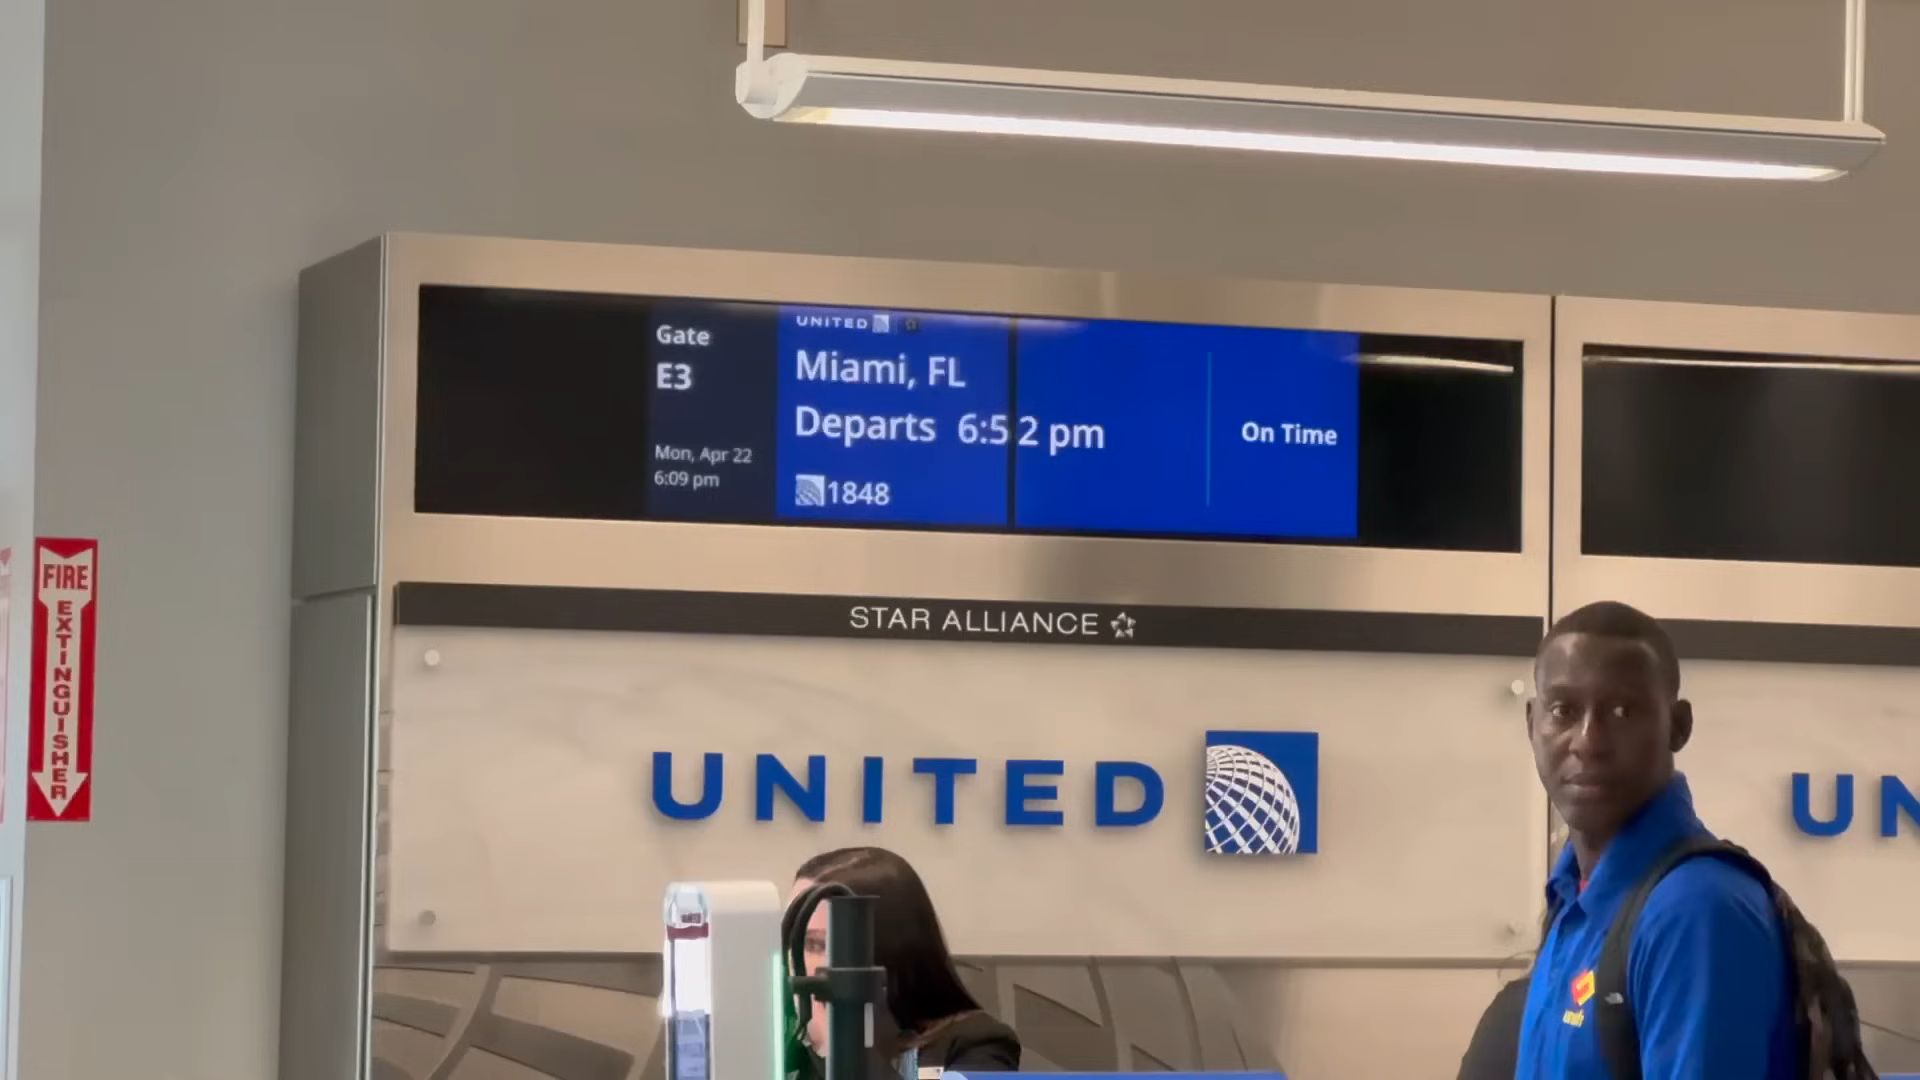 Gate
E3
Mon, Apr 22
6:09 pm
UNITED
Miami, FL
Departs 6:52 pm
1848
On Time
STAR ALLIANCE
UNITED
UN
FIRE
EXTINGUISHER